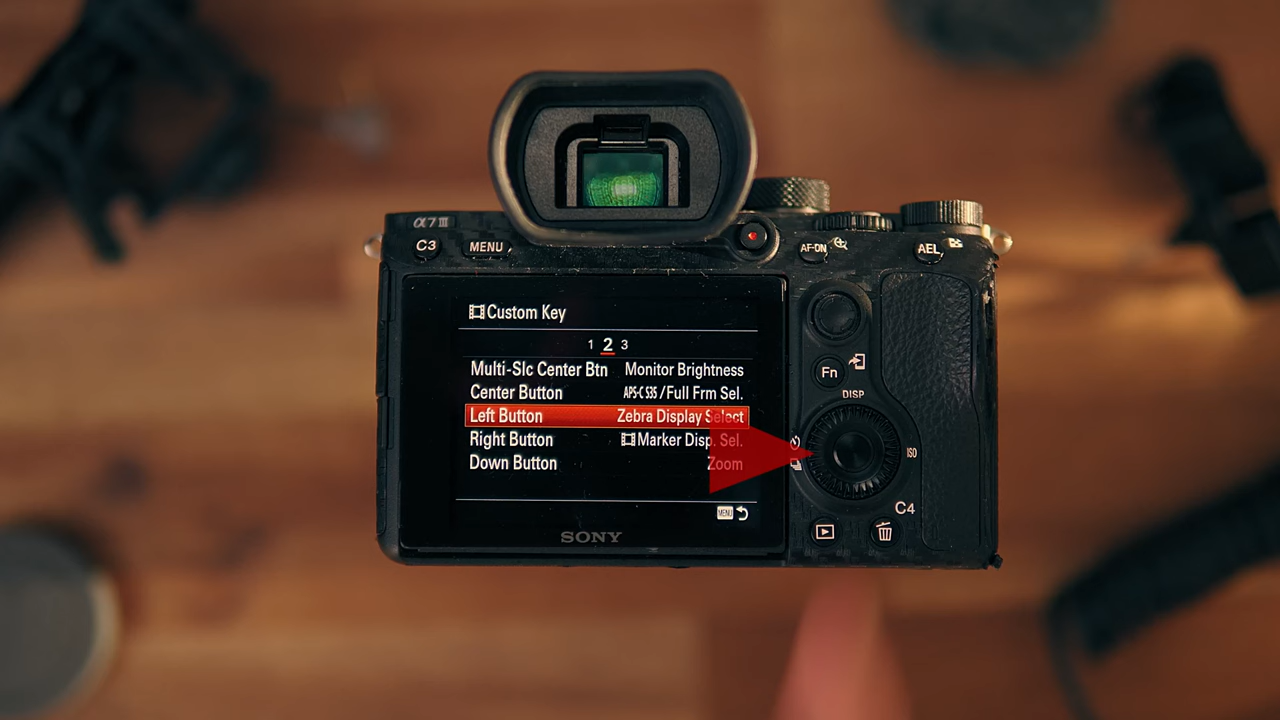 α7III
C3
MENU
AF-ON
AEL
Custom Key
1 2 3
Multi-Slc Center Btn Monitor Brightness
Center Button APS-C S35 / Full Frm Sel.
Left Button Zebra Display Select
Right Button Marker Disp. Sel.
Down Button Zoom
MENU
SONY
Fn
DISP
ISO
C4